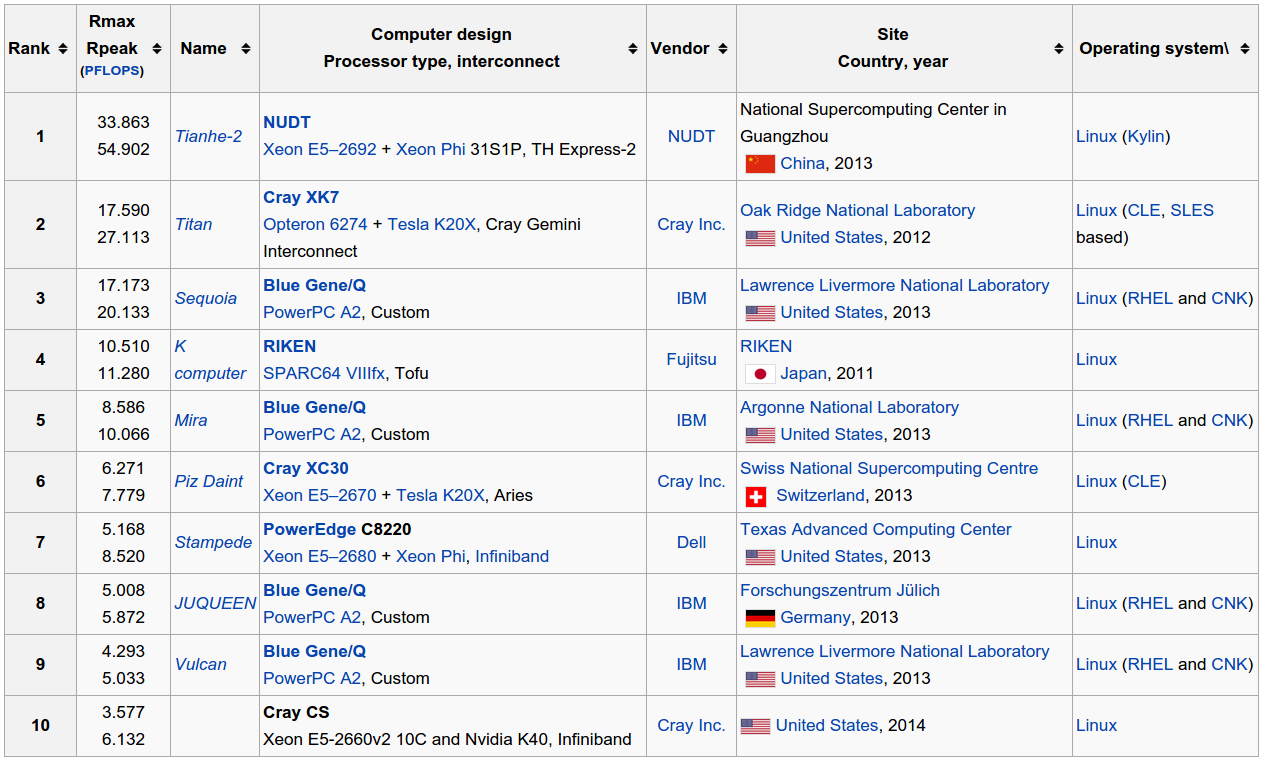 Rank
Rmax
Rpeak
(PFLOPS)
Name
Computer design
Processor type, interconnect
Vendor
Site
Country, year
Operating system\
1
33.863
54.902
Tianhe-2
NUDT
Xeon E5–2692 + Xeon Phi 31S1P, TH Express-2
NUDT
National Supercomputing Center in
Guangzhou
China, 2013
Linux (Kylin)
2
17.590
27.113
Titan
Cray XK7
Opteron 6274 + Tesla K20X, Cray Gemini
Interconnect
Cray Inc.
Oak Ridge National Laboratory
United States, 2012
Linux (CLE, SLES
based)
3
17.173
20.133
Sequoia
Blue Gene/Q
PowerPC A2, Custom
IBM
Lawrence Livermore National Laboratory
United States, 2013
Linux (RHEL and CNK)
4
10.510
11.280
K
computer
RIKEN
SPARC64 VIIIfx, Tofu
Fujitsu
RIKEN
Japan, 2011
Linux
5
8.586
10.066
Mira
Blue Gene/Q
PowerPC A2, Custom
IBM
Argonne National Laboratory
United States, 2013
Linux (RHEL and CNK)
6
6.271
7.779
Piz Daint
Cray XC30
Xeon E5–2670 + Tesla K20X, Aries
Cray Inc.
Swiss National Supercomputing Centre
Switzerland, 2013
Linux (CLE)
7
5.168
8.520
Stampede
PowerEdge C8220
Xeon E5–2680 + Xeon Phi, Infiniband
Dell
Texas Advanced Computing Center
United States, 2013
Linux
8
5.008
5.872
JUQUEEN
Blue Gene/Q
PowerPC A2, Custom
IBM
Forschungszentrum Jülich
Germany, 2013
Linux (RHEL and CNK)
9
4.293
5.033
Vulcan
Blue Gene/Q
PowerPC A2, Custom
IBM
Lawrence Livermore National Laboratory
United States, 2013
Linux (RHEL and CNK)
10
3.577
6.132
Cray CS
Xeon E5-2660v2 10C and Nvidia K40, Infiniband
Cray Inc.
United States, 2014
Linux